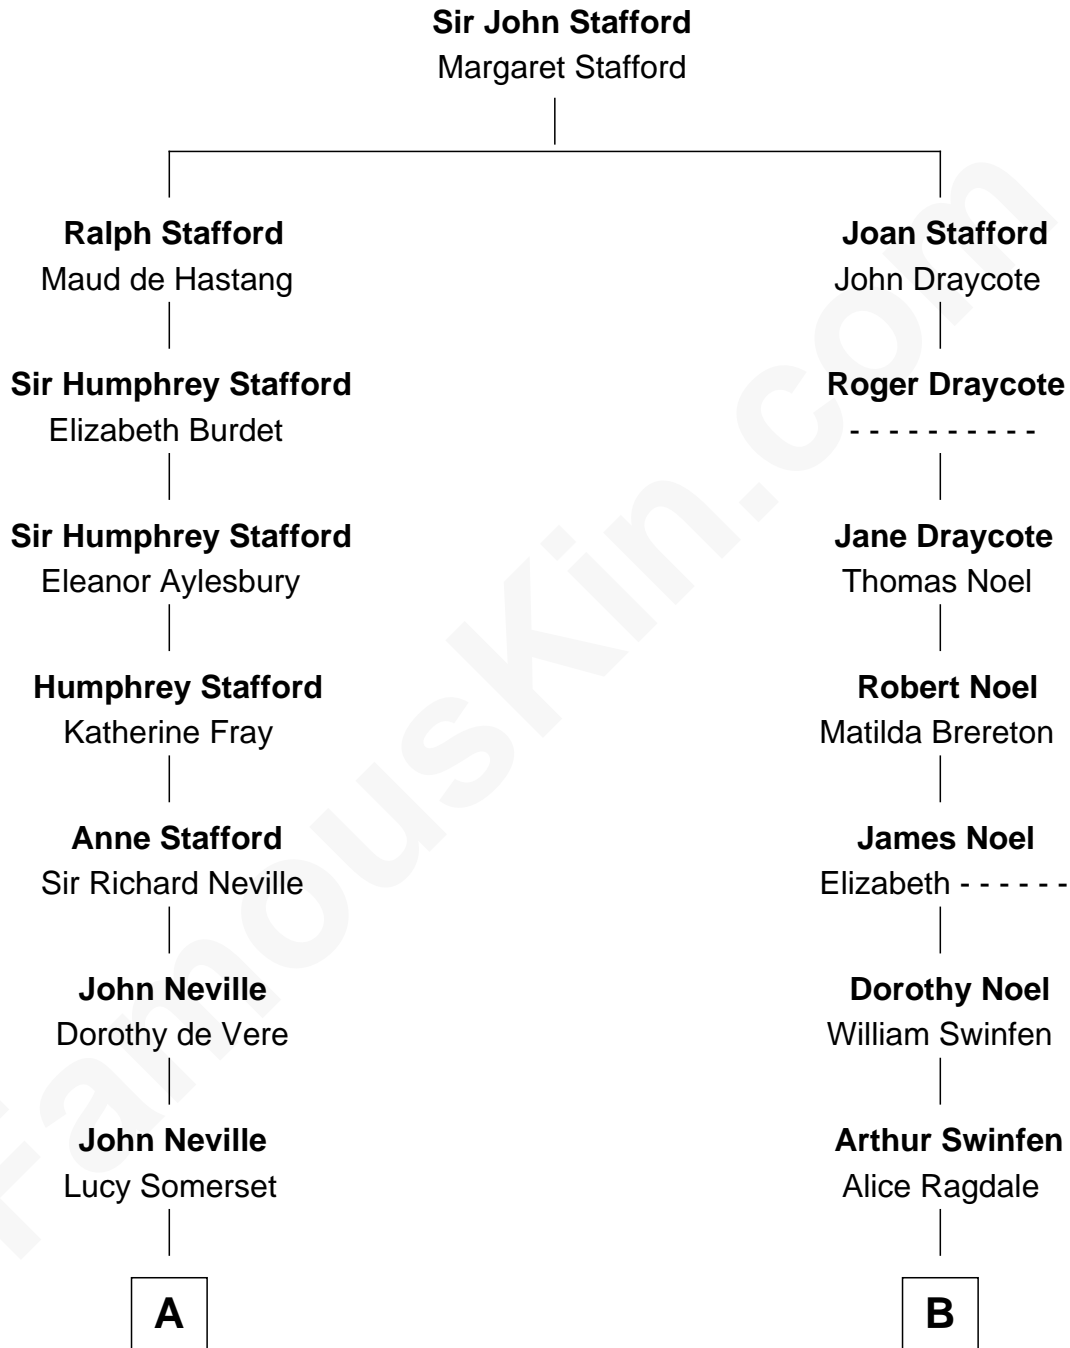 Sir John Stafford
Margaret Stafford
Ralph Stafford
Maud de Hastang
Sir Humphrey Stafford
Elizabeth Burdet
Sir Humphrey Stafford
Eleanor Aylesbury
Humphrey Stafford
Katherine Fray
Anne Stafford
Sir Richard Neville
John Neville
Dorothy de Vere
John Neville
Lucy Somerset
A
Joan Stafford
John Draycote
Roger Draycote
- - - - - - - - - -
Jane Draycote
Thomas Noel
Robert Noel
Matilda Brereton
James Noel
Elizabeth - - - - - -
Dorothy Noel
William Swinfen
Arthur Swinfen
Alice Ragdale
B
FamousKin.com